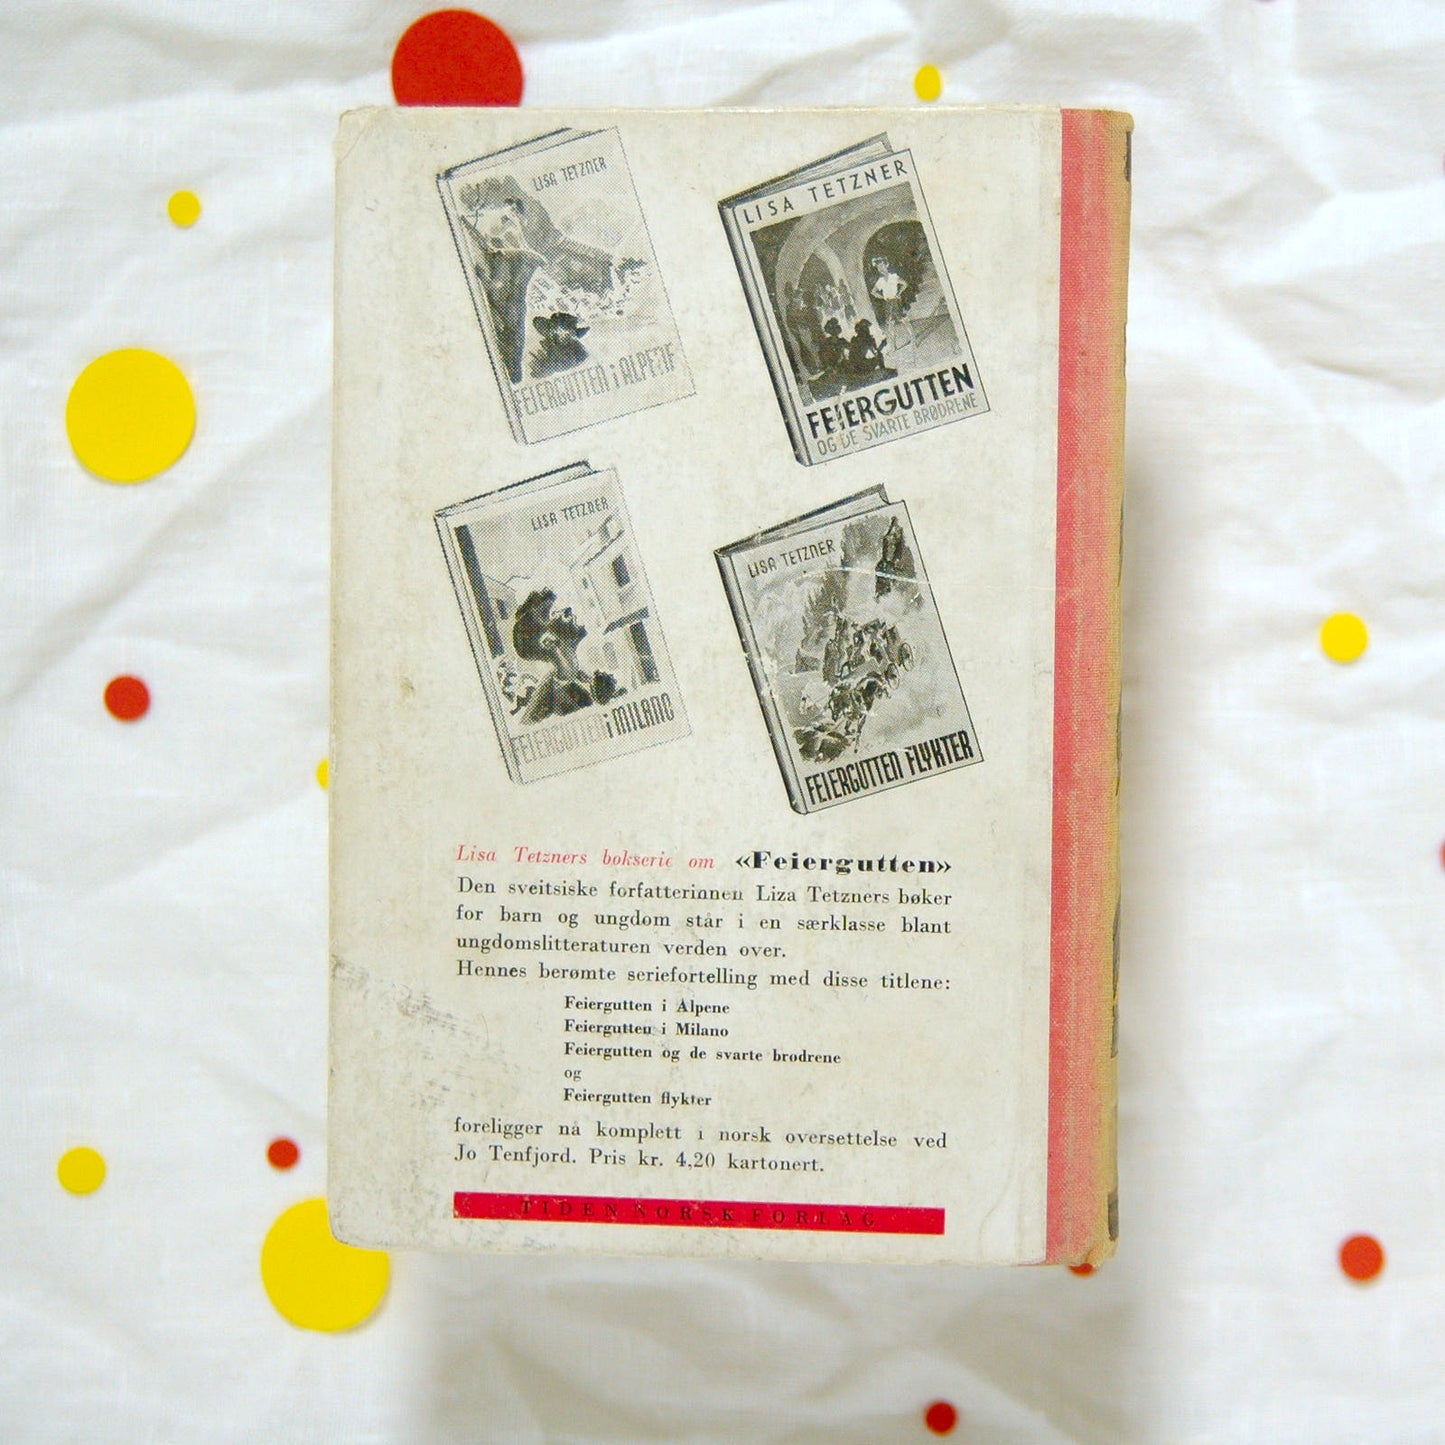 LISA TETZNER
FEIERGUTTEN i ALPENE
LISA TETZNER
FEIERGUTTEN
OG DE SVARTE BRØDRENE
LISA TETZNER
FEIERGUTTEN i MILANO
LISA TETZNER
FEIERGUTTEN FLYKTER
Lisa Tetzners bokserie om «Feiergutten»
Den sveitsiske forfatterinnen Liza Tetzners bøker
for barn og ungdom står i en særklasse blant
ungdomslitteraturen verden over.
Hennes berømte seriefortelling med disse titlene:
Feiergutten i Alpene
Feiergutten i Milano
Feiergutten og de svarte brødrene
og
Feiergutten flykter
foreligger nå komplett i norsk oversettelse ved
Jo Tenfjord. Pris kr. 4,20 kartonert.
TIDEN NORSK FORLAG